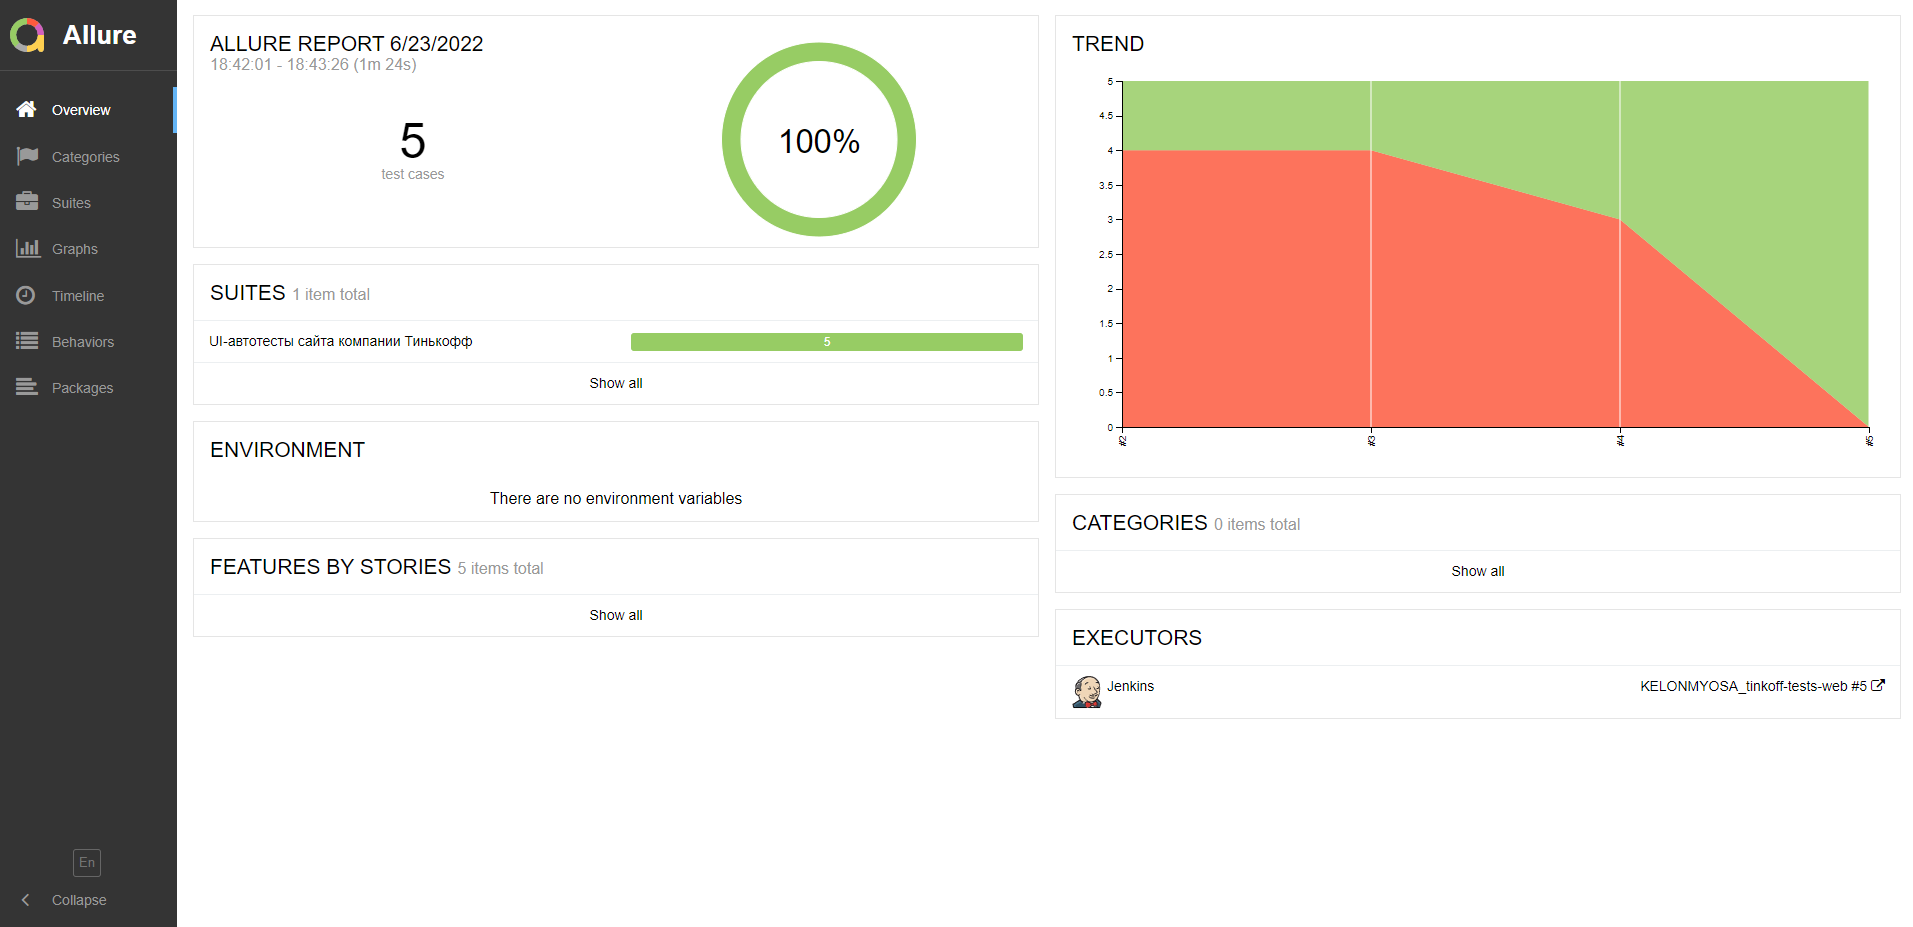 Allure
Overview
Categories
Suites
Graphs
Timeline
Behaviors
Packages
En
Collapse
ALLURE REPORT 6/23/2022
18:42:01 - 18:43:26 (1m 24s)
5
test cases
100%
SUITES 1 item total
UI-автотесты сайта компании Тинькофф 5
Show all
ENVIRONMENT
There are no environment variables
FEATURES BY STORIES 5 items total
Show all
TREND
5
4.5
4
3.5
3
2.5
2
1.5
1
0.5
0
#2 #3 #4 #5
CATEGORIES 0 items total
Show all
EXECUTORS
Jenkins KELONMYOSA_tinkoff-tests-web #5